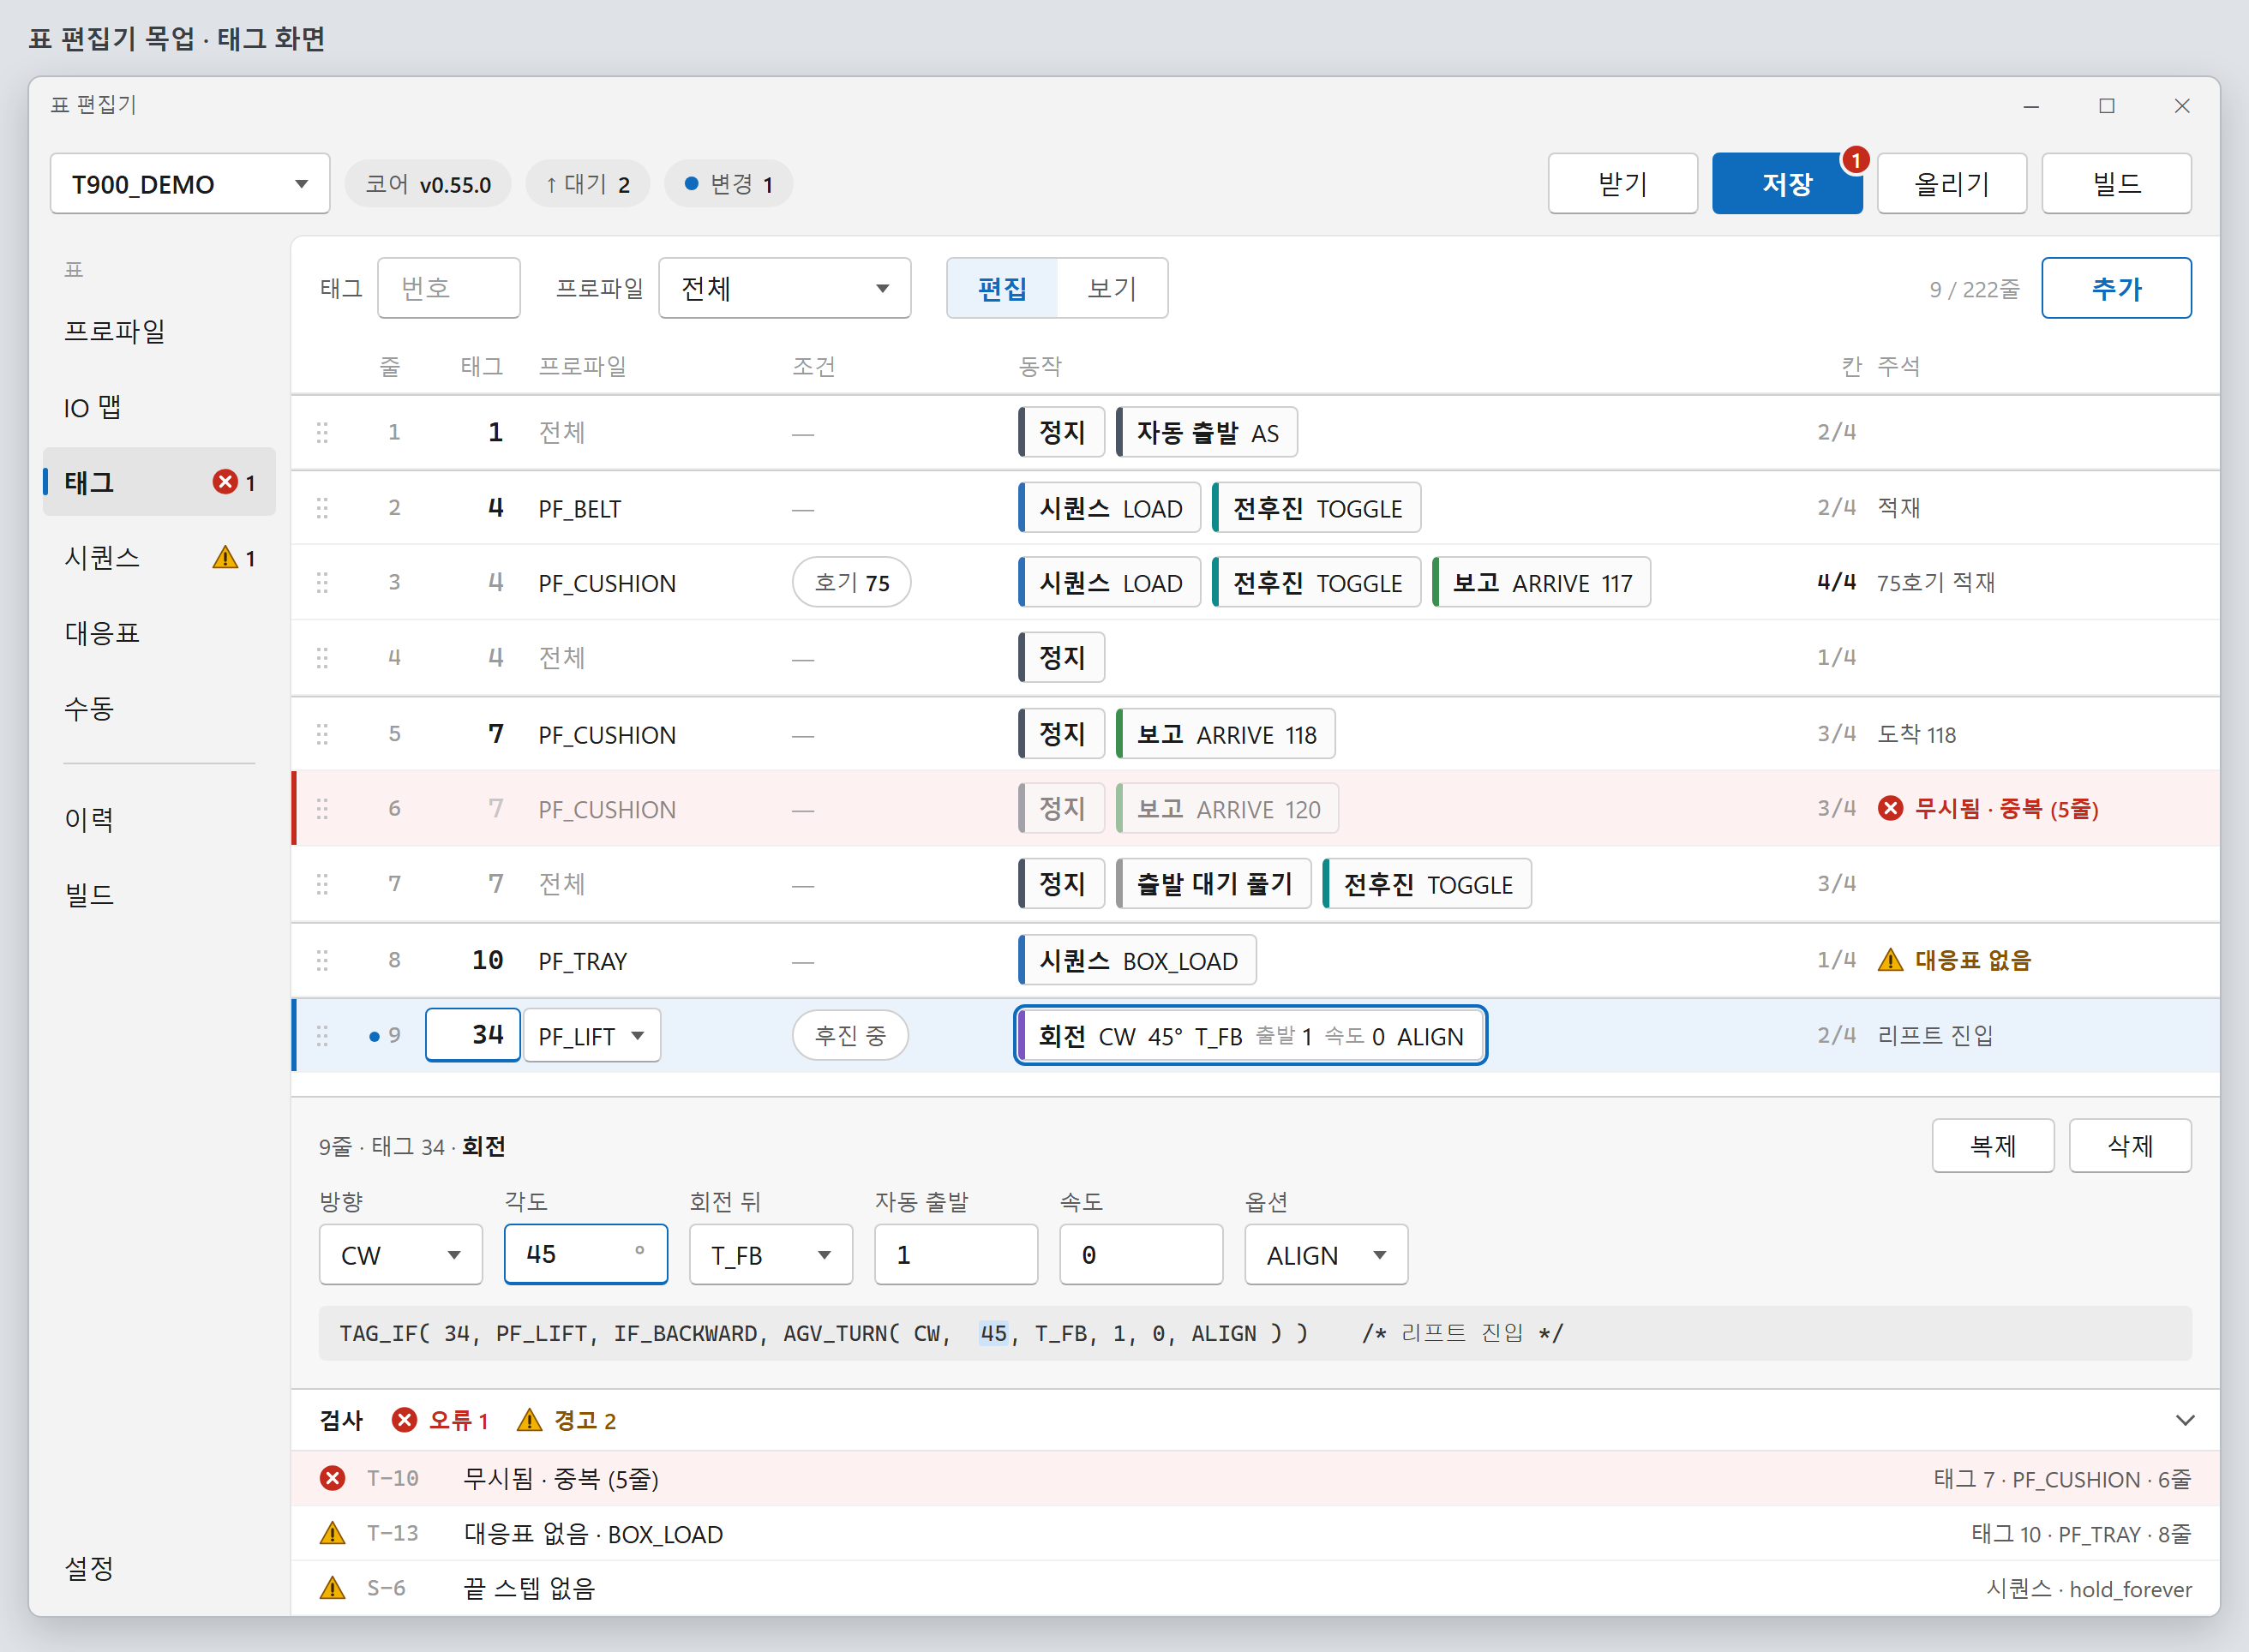 표 편집기 목업 · 태그 화면
표 편집기
T900_DEMO 코어 v0.55.0 ↑ 대기 2 변경 1 받기 저장 1 올리기 빌드
표
프로파일
IO 맵
태그 1
시퀀스 1
대응표
수동
이력
빌드
설정
태그 번호 프로파일 전체 편집 보기 9 / 222줄 추가
줄 태그 프로파일 조건 동작 칸 주석
1 1 전체 — 정지 자동 출발 AS 2/4
2 4 PF_BELT — 시퀀스 LOAD 전후진 TOGGLE 2/4 적재
3 4 PF_CUSHION 호기 75 시퀀스 LOAD 전후진 TOGGLE 보고 ARRIVE 117 4/4 75호기 적재
4 4 전체 — 정지 1/4
5 7 PF_CUSHION — 정지 보고 ARRIVE 118 3/4 도착 118
6 7 PF_CUSHION — 정지 보고 ARRIVE 120 3/4 무시됨 · 중복 (5줄)
7 7 전체 — 정지 출발 대기 풀기 전후진 TOGGLE 3/4
8 10 PF_TRAY — 시퀀스 BOX_LOAD 1/4 대응표 없음
9 34 PF_LIFT 후진 중 회전 CW 45° T_FB 출발 1 속도 0 ALIGN 2/4 리프트 진입
9줄 · 태그 34 · 회전 복제 삭제
방향 각도 회전 뒤 자동 출발 속도 옵션
CW 45 ° T_FB 1 0 ALIGN
TAG_IF( 34, PF_LIFT, IF_BACKWARD, AGV_TURN( CW, 45, T_FB, 1, 0, ALIGN ) ) /* 리프트 진입 */
검사 오류 1 경고 2
T-10 무시됨 · 중복 (5줄) 태그 7 · PF_CUSHION · 6줄
T-13 대응표 없음 · BOX_LOAD 태그 10 · PF_TRAY · 8줄
S-6 끝 스텝 없음 시퀀스 · hold_forever